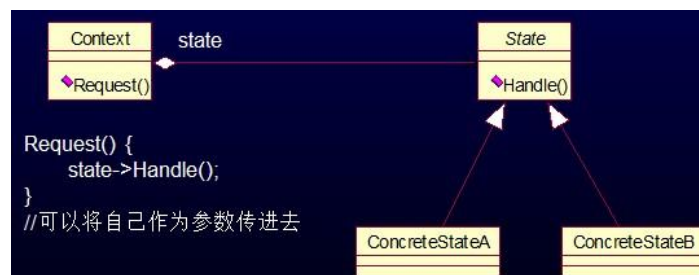 Context
state
State
Request()
Handle()
Request() {
state->Handle();
}
//可以将自己作为参数传进去
ConcreteStateA
ConcreteStateB